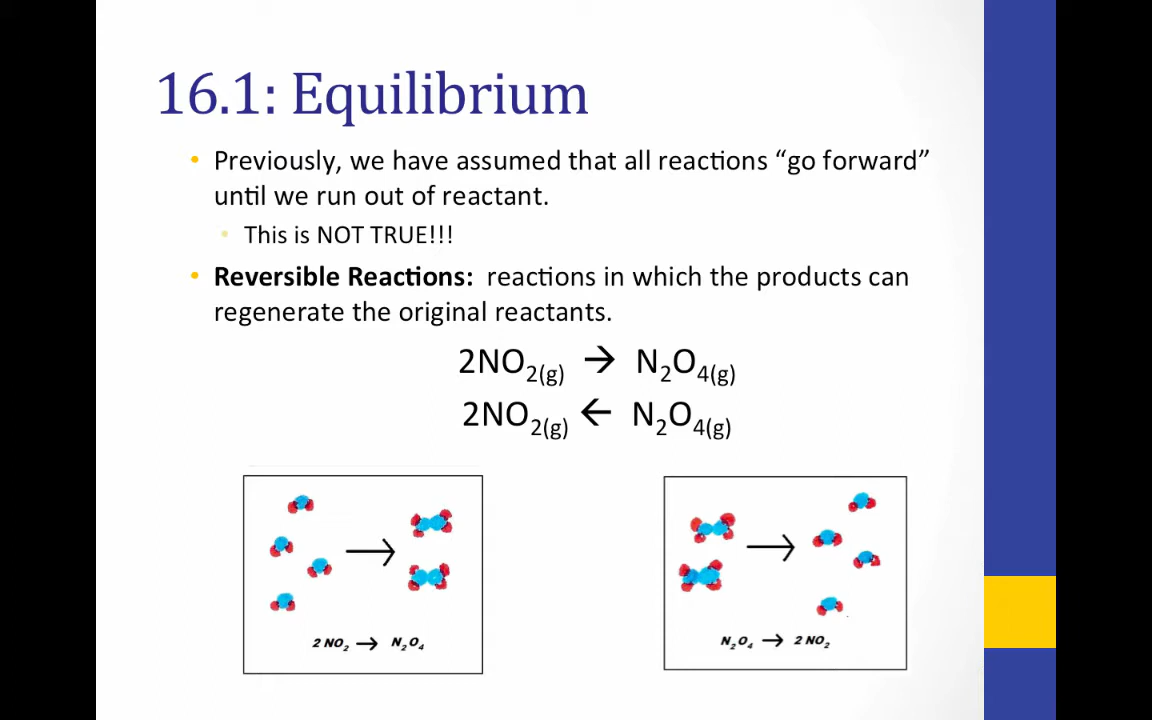 16.1: Equilibrium
• Previously, we have assumed that all reactions “go forward”
until we run out of reactant.
• This is NOT TRUE!!!
• Reversible Reactions: reactions in which the products can
regenerate the original reactants.
2NO₂(g) → N₂O₄(g)
2NO₂(g) ← N₂O₄(g)
2 NO₂ → N₂O₄
N₂O₄ → 2 NO₂